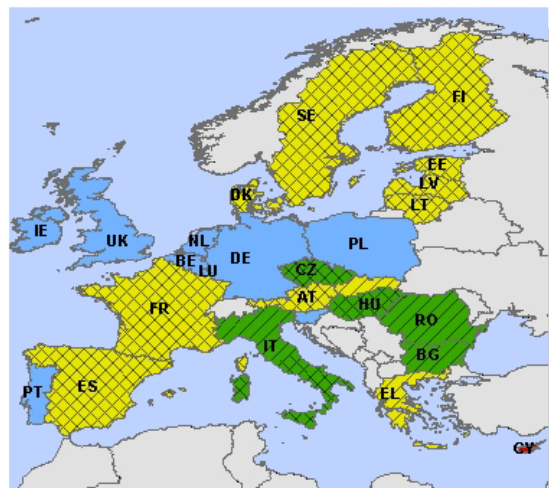 FI
SE
EE
LV
DK
LT
IE
NL
UK
PL
BE
DE
LU
CZ
AT
HU
FR
RO
IT
BG
PT
ES
EL
CY